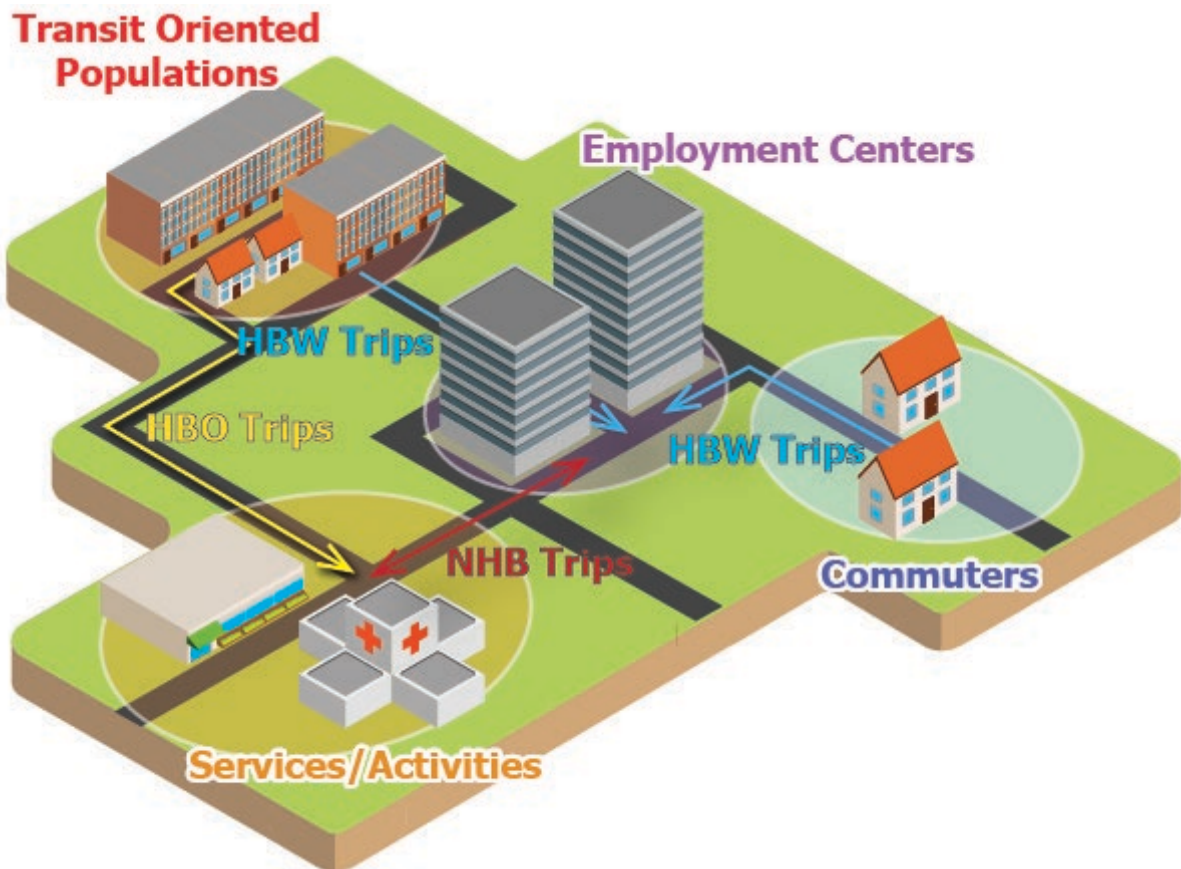 Transit Oriented
Populations
Employment Centers
HBW Trips
HBO Trips
HBW Trips
NHB Trips
Commuters
Services/Activities